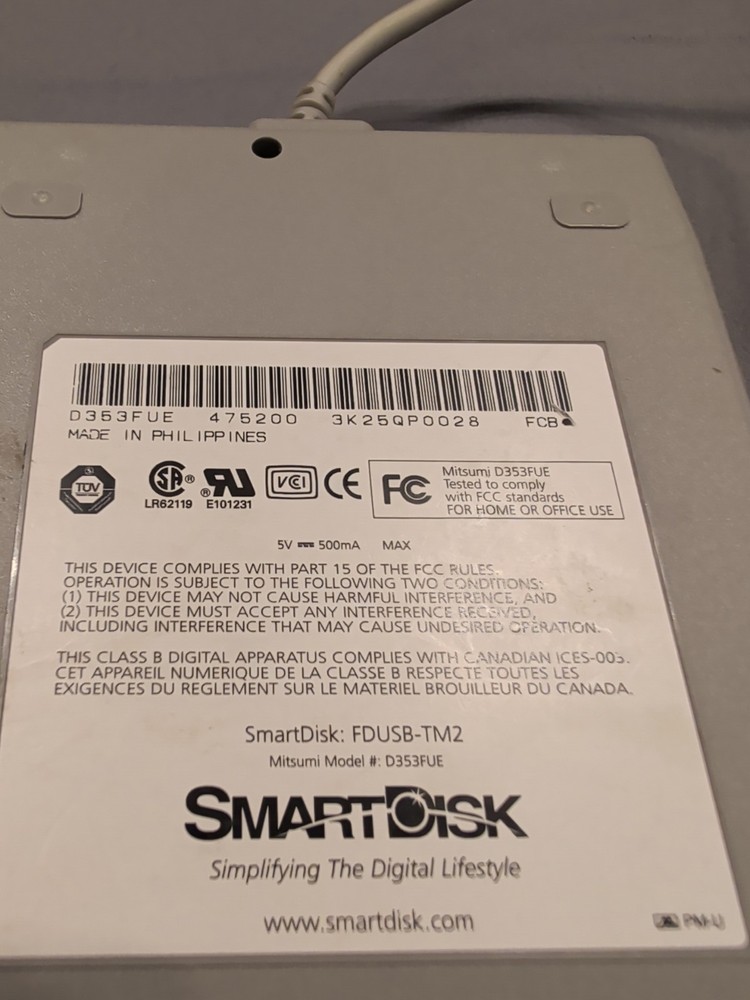 D353FUE 475200 3K25QP0028 FCB
MADE IN PHILIPPINES
TÜV
SA® ®RU VCI CE FC
LR62119 E101231
Mitsumi D353FUE
Tested to comply
with FCC standards
FOR HOME OR OFFICE USE
5V 500mA MAX
THIS DEVICE COMPLIES WITH PART 15 OF THE FCC RULES.
OPERATION IS SUBJECT TO THE FOLLOWING TWO CONDITIONS:
(1) THIS DEVICE MAY NOT CAUSE HARMFUL INTERFERENCE, AND
(2) THIS DEVICE MUST ACCEPT ANY INTERFERENCE RECEIVED,
INCLUDING INTERFERENCE THAT MAY CAUSE UNDESIRED OPERATION.
THIS CLASS B DIGITAL APPARATUS COMPLIES WITH CANADIAN ICES-003.
CET APPAREIL NUMERIQUE DE LA CLASSE B RESPECTE TOUTES LES
EXIGENCES DU REGLEMENT SUR LE MATERIEL BROUILLEUR DU CANADA.
SmartDisk: FDUSB-TM2
Mitsumi Model #: D353FUE
SMARTDISK
Simplifying The Digital Lifestyle
www.smartdisk.com
PM-U